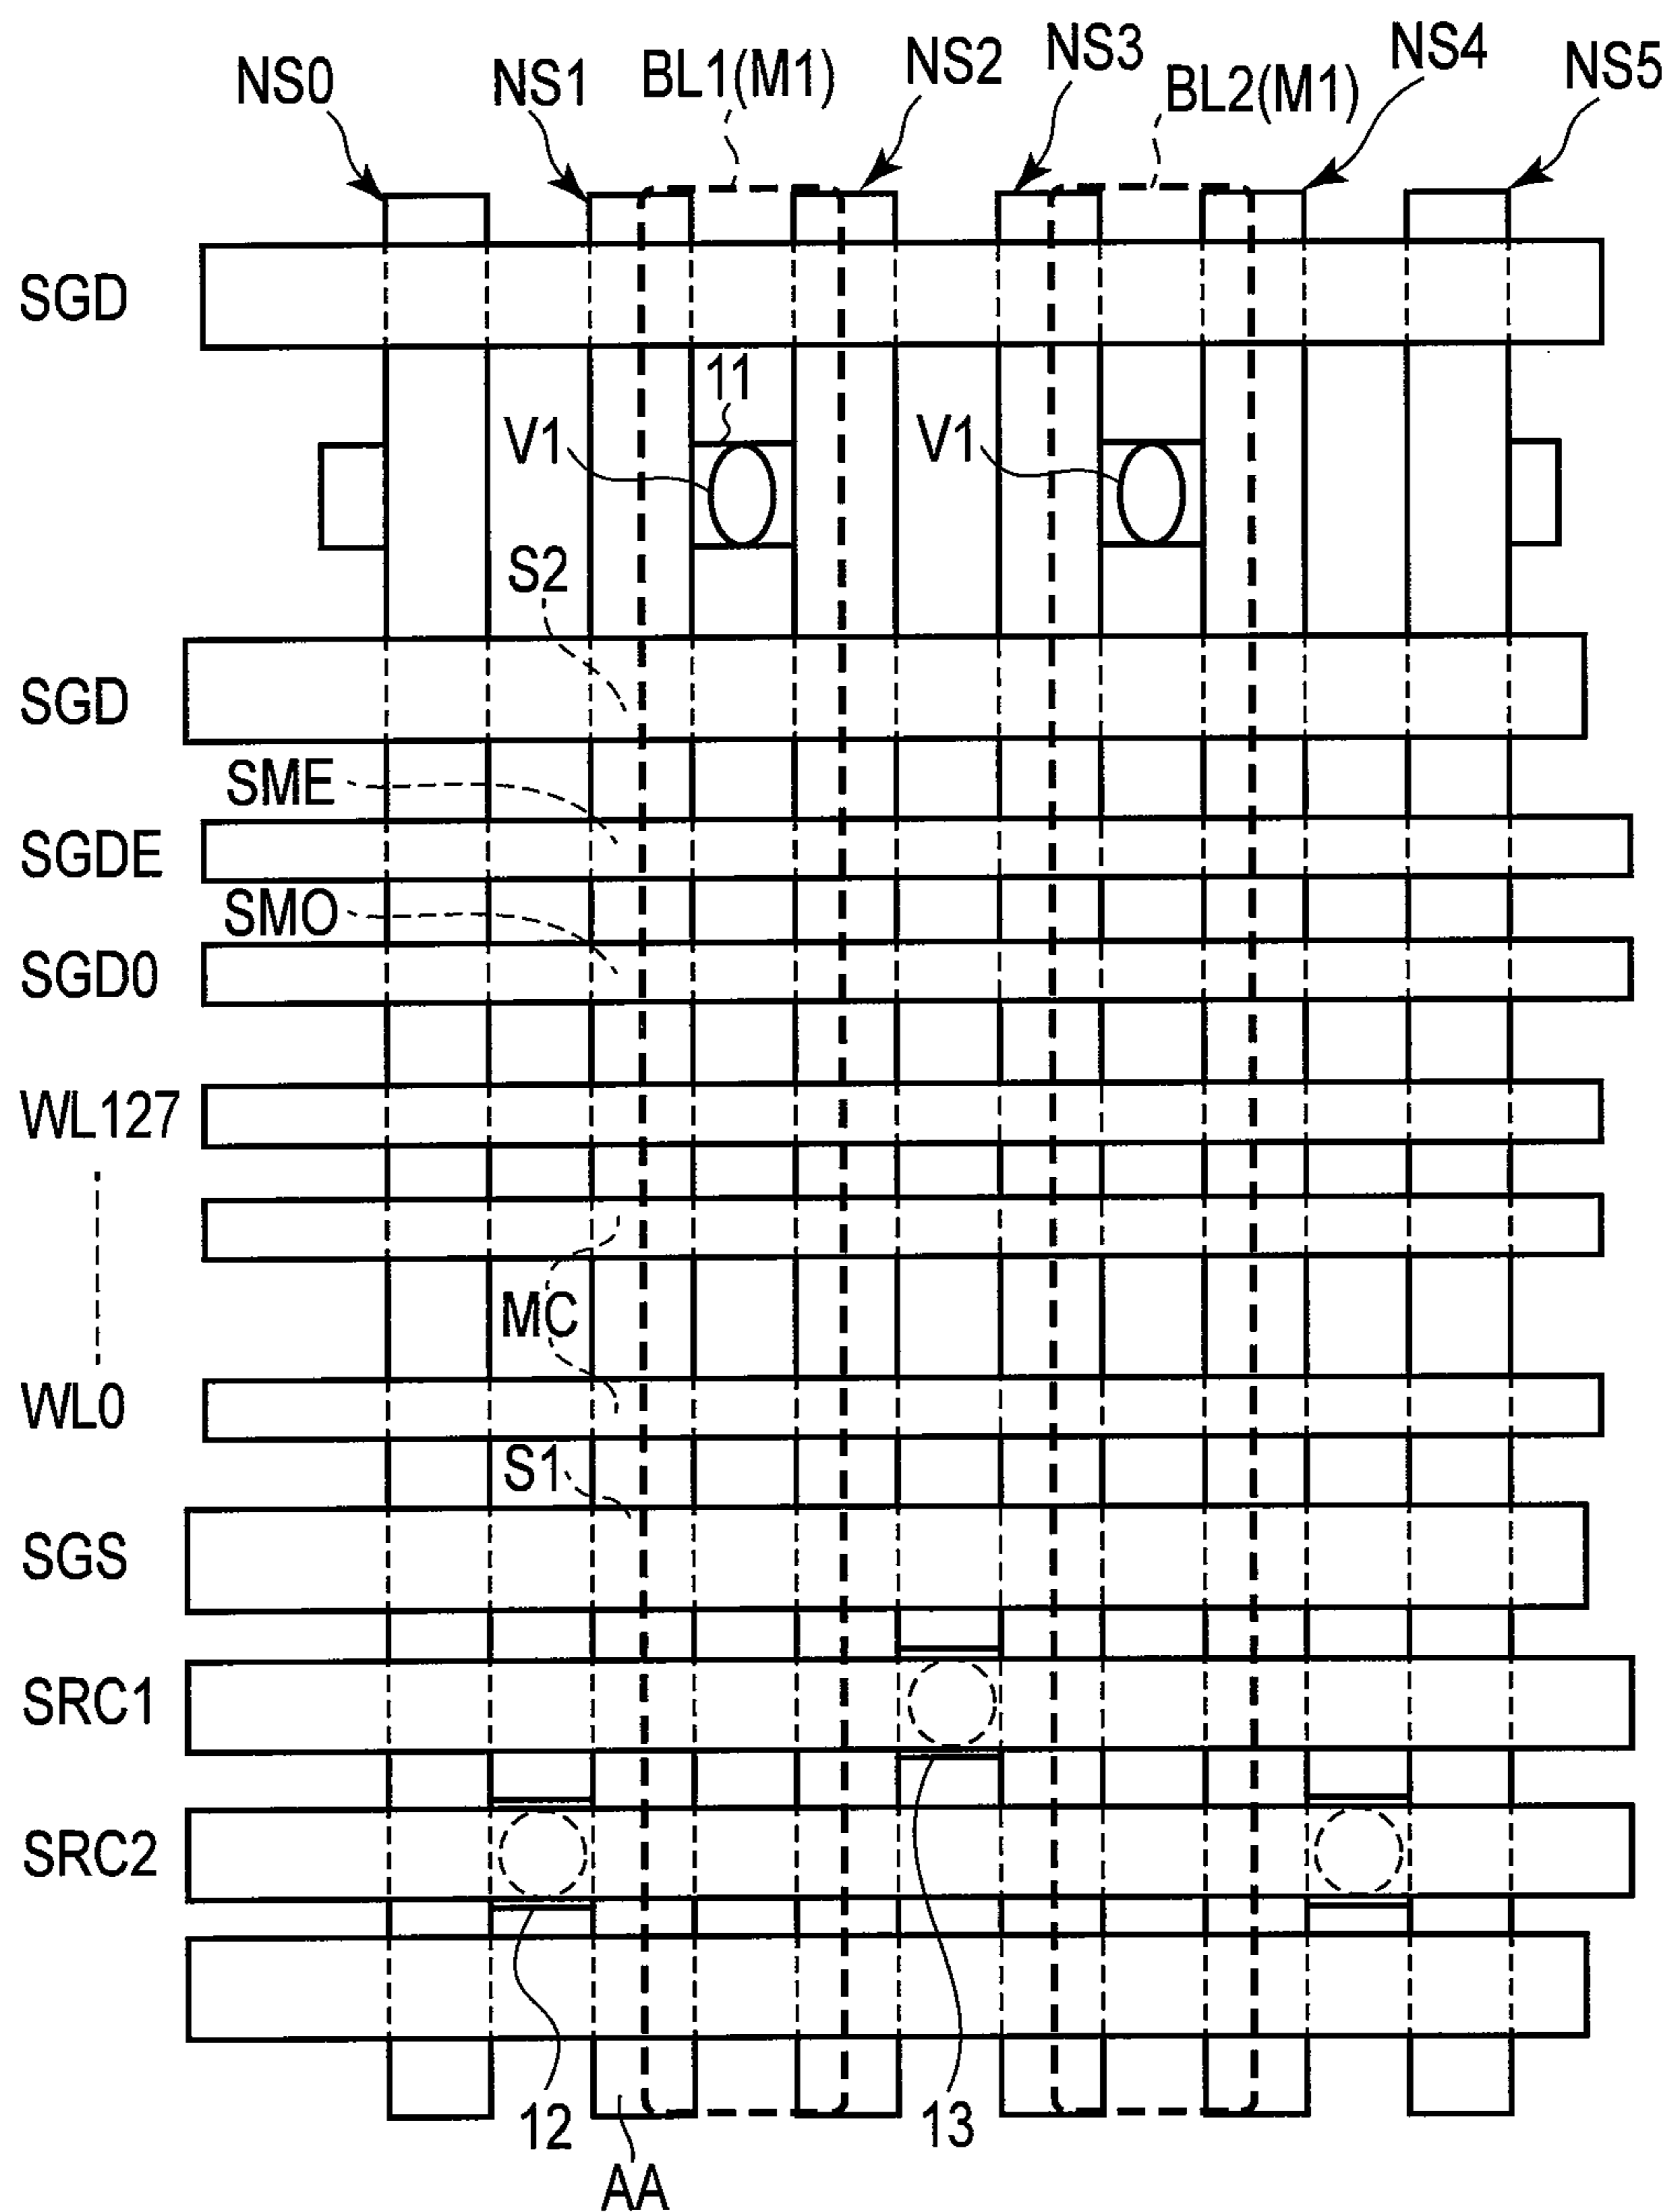 NS0
NS1
BL1(M1)
NS2
NS3
BL2(M1)
NS4
NS5
SGD
11
V1
V1
S2
SGD
SME
SGDE
SMO
SGD0
WL127
MC
WL0
S1
SGS
SRC1
SRC2
12
13
AA